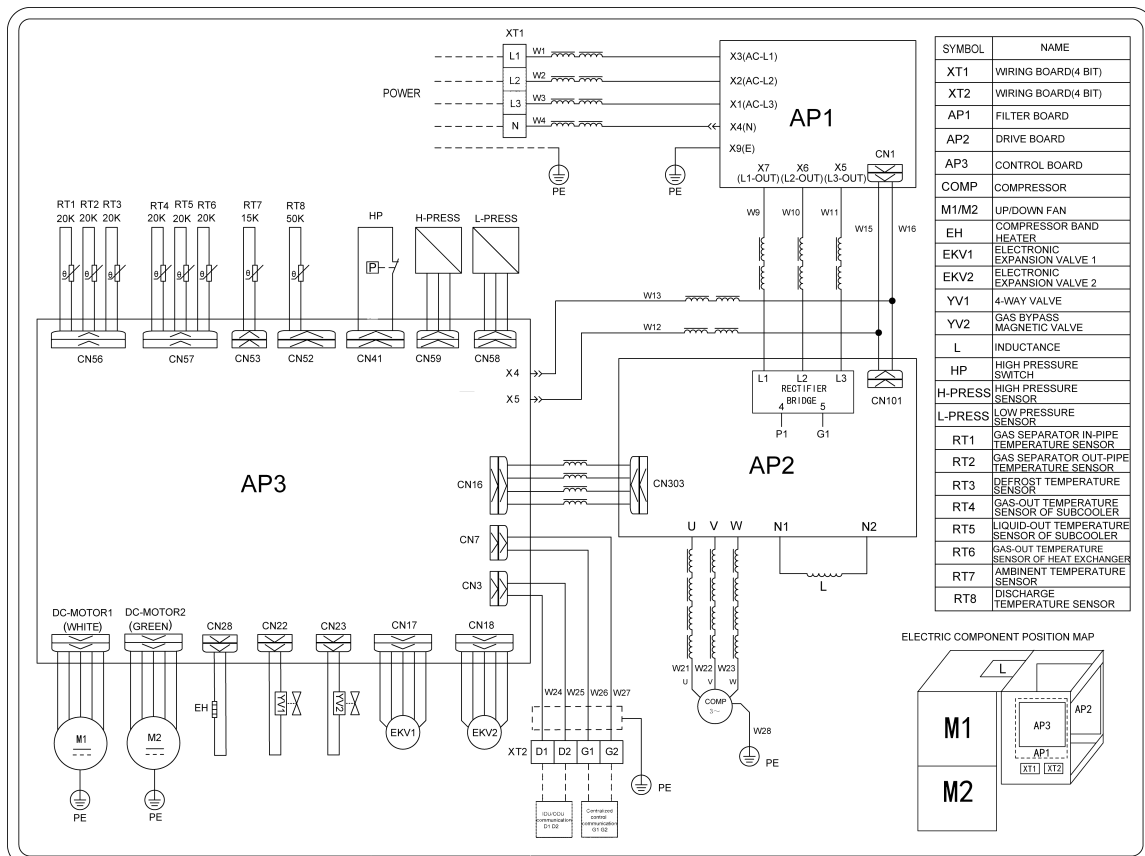 XT1
POWER
L1 W1
L2 W2
L3 W3
N W4
PE
X3(AC-L1)
X2(AC-L2)
X1(AC-L3)
X4(N)
X9(E)
PE
AP1
CN1
X7 X6 X5
(L1-OUT) (L2-OUT) (L3-OUT)
W9 W10 W11 W15 W16
RT1 RT2 RT3 RT4 RT5 RT6 RT7 RT8
20K 20K 20K 20K 20K 20K 15K 50K
HP H-PRESS L-PRESS
θ θ θ θ θ θ θ θ
P
CN56 CN57 CN53 CN52 CN41 CN59 CN58
W13
W12
X4
X5
L1 L2 L3
RECTIFIER
BRIDGE
4 5
P1 G1
CN101
AP3
AP2
CN16 CN303
CN7
CN3
U V W N1 N2
L
DC-MOTOR1
(WHITE)
DC-MOTOR2
(GREEN)
CN28 CN22 CN23 CN17 CN18
M1 M2
EH YV1 YV2 EKV1 EKV2
PE PE
W24 W25 W26 W27
XT2 D1 D2 G1 G2
PE
IDU/ODU
communication
D1 D2
Centralized
control
communication
G1 G2
W21 W22 W23
U V W
COMP
3~
W28
PE
SYMBOL NAME
XT1 WIRING BOARD(4 BIT)
XT2 WIRING BOARD(4 BIT)
AP1 FILTER BOARD
AP2 DRIVE BOARD
AP3 CONTROL BOARD
COMP COMPRESSOR
M1/M2 UP/DOWN FAN
EH COMPRESSOR BAND
HEATER
EKV1 ELECTRONIC
EXPANSION VALVE 1
EKV2 ELECTRONIC
EXPANSION VALVE 2
YV1 4-WAY VALVE
YV2 GAS BYPASS
MAGNETIC VALVE
L INDUCTANCE
HP HIGH PRESSURE
SWITCH
H-PRESS HIGH PRESSURE
SENSOR
L-PRESS LOW PRESSURE
SENSOR
RT1 GAS SEPARATOR IN-PIPE
TEMPERATURE SENSOR
RT2 GAS SEPARATOR OUT-PIPE
TEMPERATURE SENSOR
RT3 DEFROST TEMPERATURE
SENSOR
RT4 GAS-OUT TEMPERATURE
SENSOR OF SUBCOOLER
RT5 LIQUID-OUT TEMPERATURE
SENSOR OF SUBCOOLER
RT6 GAS-OUT TEMPERATURE
SENSOR OF HEAT EXCHANGER
RT7 AMBINENT TEMPERATURE
SENSOR
RT8 DISCHARGE
TEMPERATURE SENSOR
ELECTRIC COMPONENT POSITION MAP
L
M1
M2
AP3
AP2
AP1
XT1 XT2